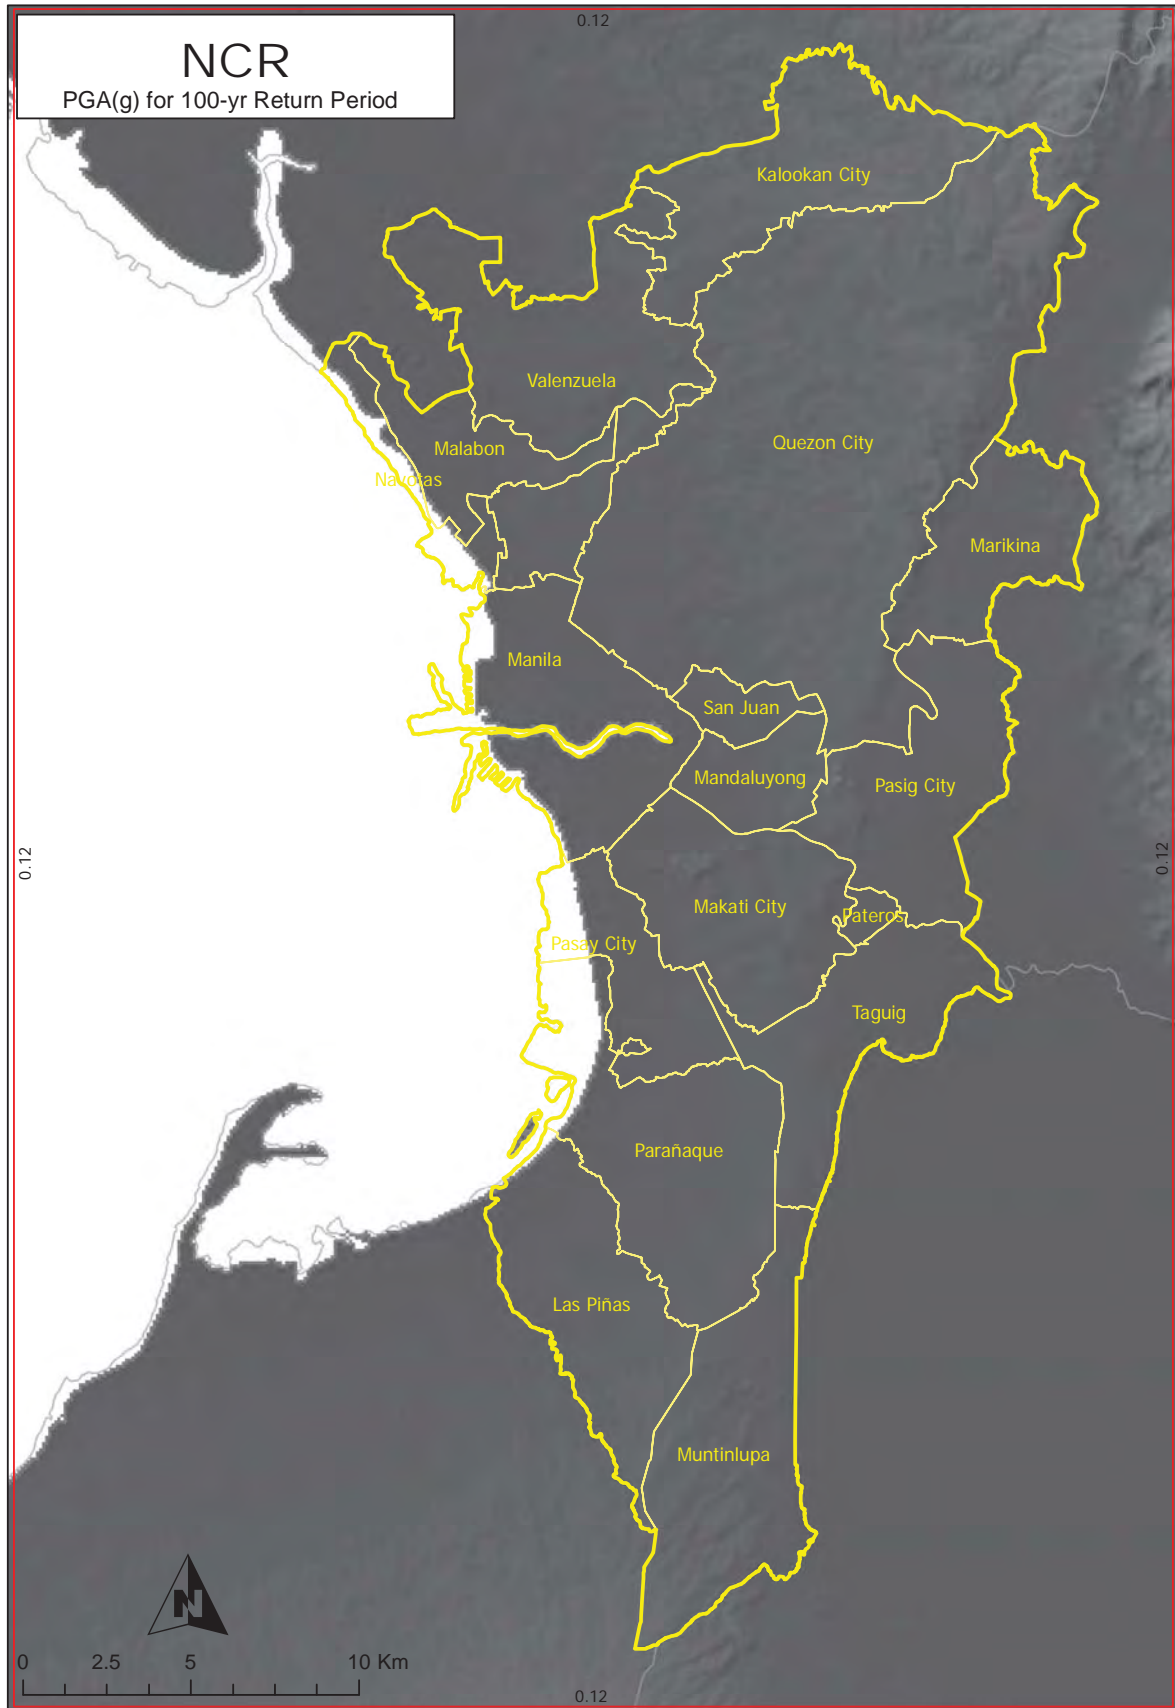 0.12
NCR
PGA(g) for 100-yr Return Period
Kalookan City
Valenzuela
Quezon City
Malabon
Navotas
Marikina
Manila
San Juan
Mandaluyong
Pasig City
0.12
0.12
Makati City
Pateros
Pasay City
Taguig
Parañaque
Las Piñas
Muntinlupa
N
0 2.5 5 10 Km
0.12